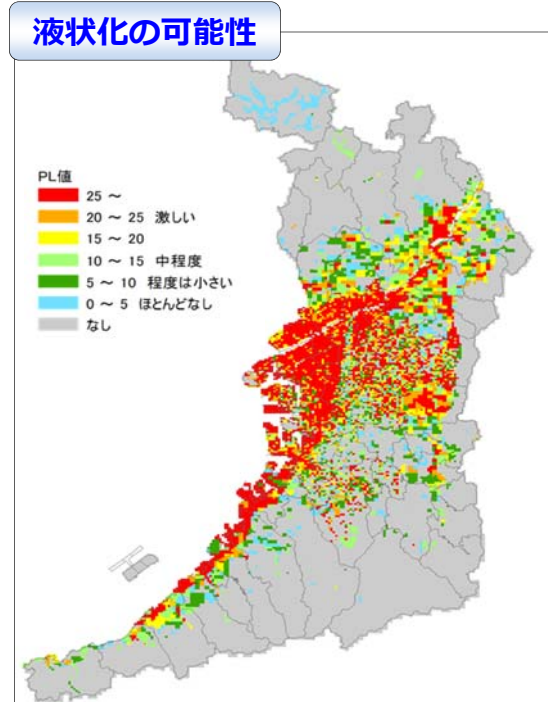 液状化の可能性
PL値
25 ～
20 ～ 25 激しい
15 ～ 20
10 ～ 15 中程度
5 ～ 10 程度は小さい
0 ～ 5 ほとんどなし
なし